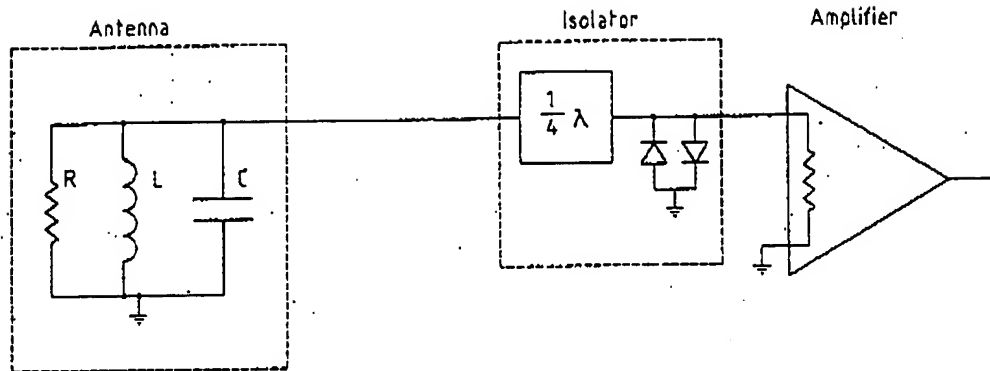 Antenna
Isolator
Amplifier
1/4 λ
R
L
C